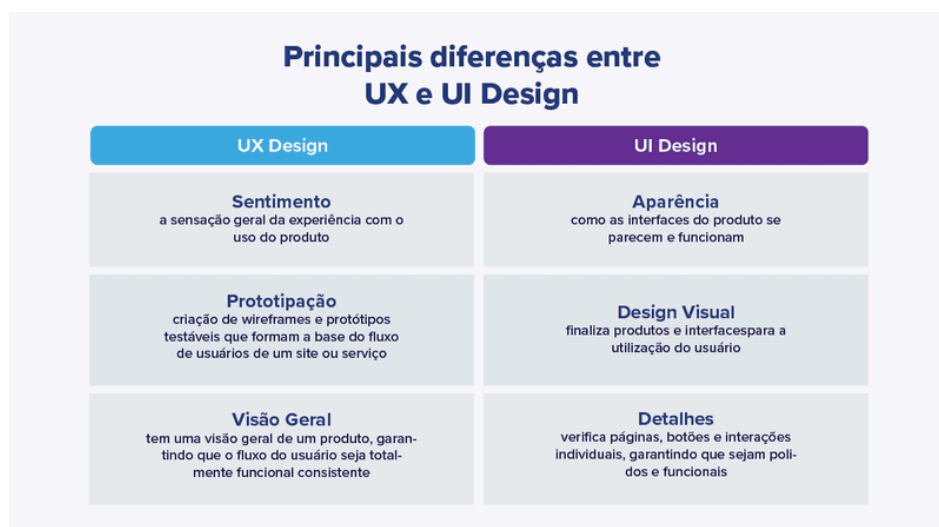 Principais diferenças entre
UX e UI Design
UX Design
UI Design
Sentimento
a sensação geral da experiência com o
uso do produto
Aparência
como as interfaces do produto se
parecem e funcionam
Prototipação
criação de wireframes e protótipos
testáveis que formam a base do fluxo
de usuários de um site ou serviço
Design Visual
finaliza produtos e interfacespara a
utilização do usuário
Visão Geral
tem uma visão geral de um produto, garan-
tindo que o fluxo do usuário seja total-
mente funcional consistente
Detalhes
verifica páginas, botões e interações
individuais, garantindo que sejam poli-
dos e funcionais